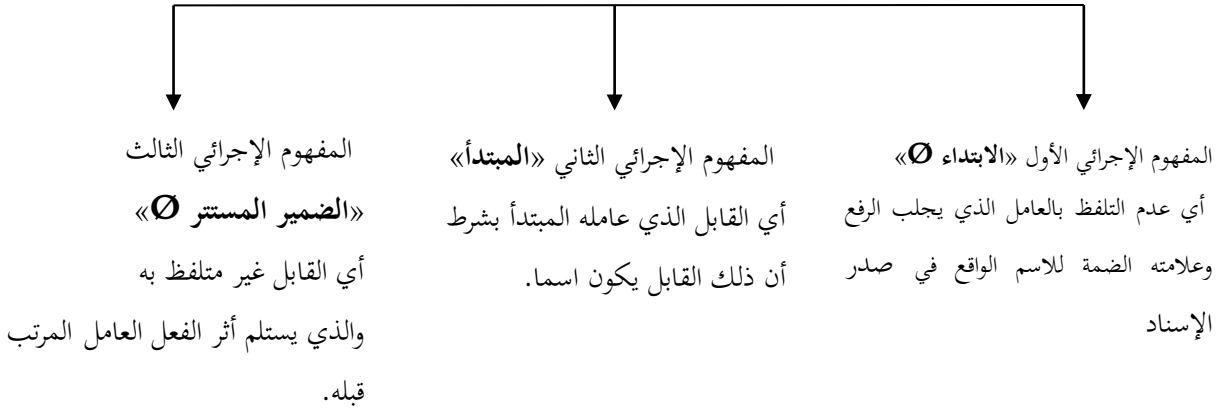 المفهوم الإجرائي الأول «الابتداء Ø»
أي عدم التلفظ بالعامل الذي يجلب الرفع
وعلامته الضمة للاسم الواقع في صدر
الإسناد
المفهوم الإجرائي الثاني «المبتدأ»
أي القابل الذي عامله المبتدأ بشرط
أن ذلك القابل يكون اسما.
المفهوم الإجرائي الثالث
«الضمير المستتر Ø»
أي القابل غير متلفظ به
والذي يستلم أثر الفعل العامل المرتب
قبله.